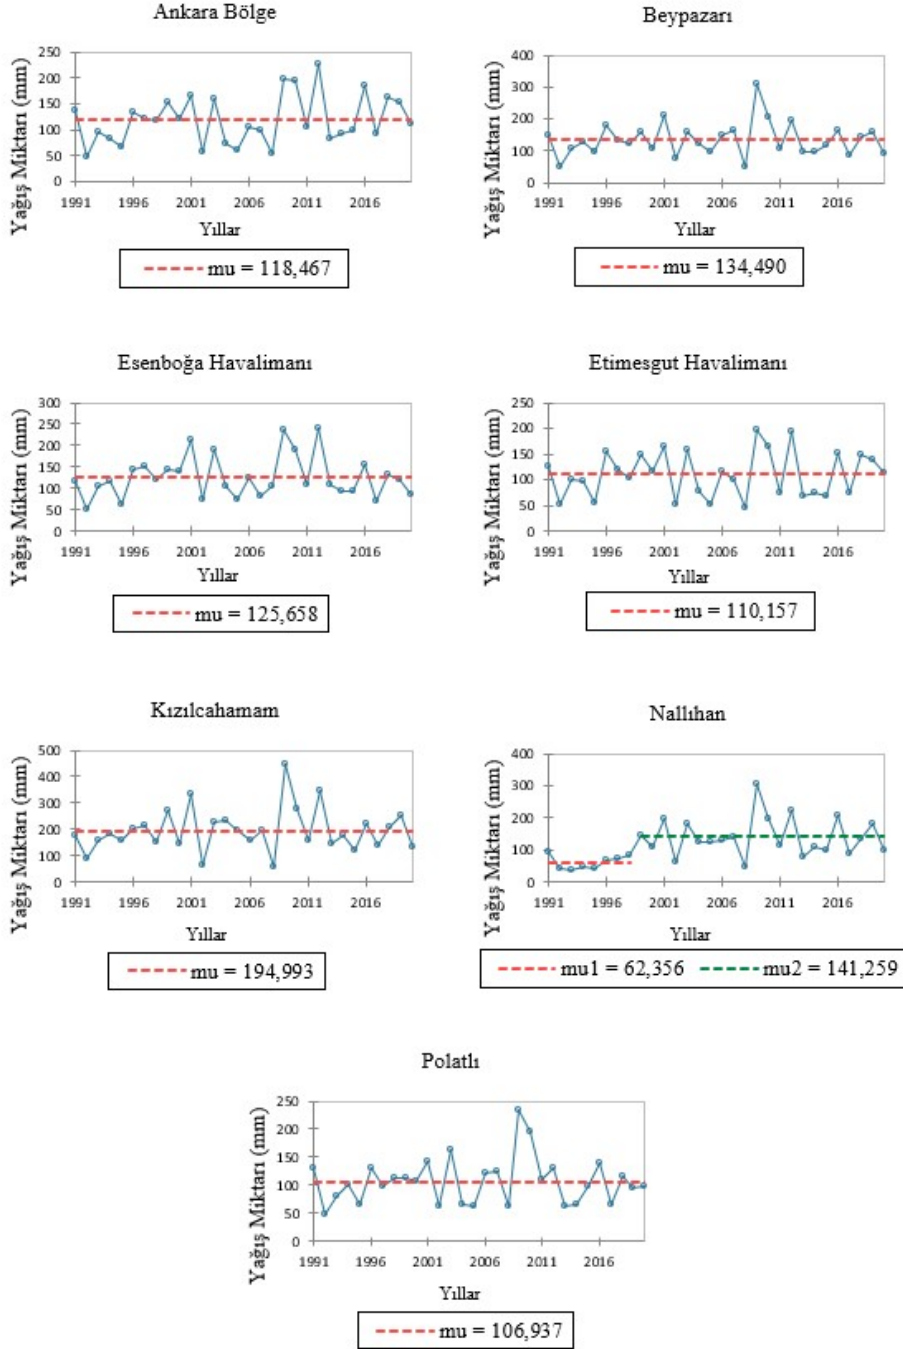 Ankara Bölge
Yağış Miktarı (mm)
250
200
150
100
50
0
1991 1996 2001 2006 2011 2016
Yıllar
mu = 118,467
Beypazarı
Yağış Miktarı (mm)
400
300
200
100
0
1991 1996 2001 2006 2011 2016
Yıllar
mu = 134,490
Esenboğa Havalimanı
Yağış Miktarı (mm)
300
250
200
150
100
50
0
1991 1996 2001 2006 2011 2016
Yıllar
mu = 125,658
Etimesgut Havalimanı
Yağış Miktarı (mm)
250
200
150
100
50
0
1991 1996 2001 2006 2011 2016
Yıllar
mu = 110,157
Kızılcahamam
Yağış Miktarı (mm)
500
400
300
200
100
0
1991 1996 2001 2006 2011 2016
Yıllar
mu = 194,993
Nallıhan
Yağış Miktarı (mm)
400
300
200
100
0
1991 1996 2001 2006 2011 2016
Yıllar
mu1 = 62,356 mu2 = 141,259
Polatlı
Yağış Miktarı (mm)
250
200
150
100
50
0
1991 1996 2001 2006 2011 2016
Yıllar
mu = 106,937